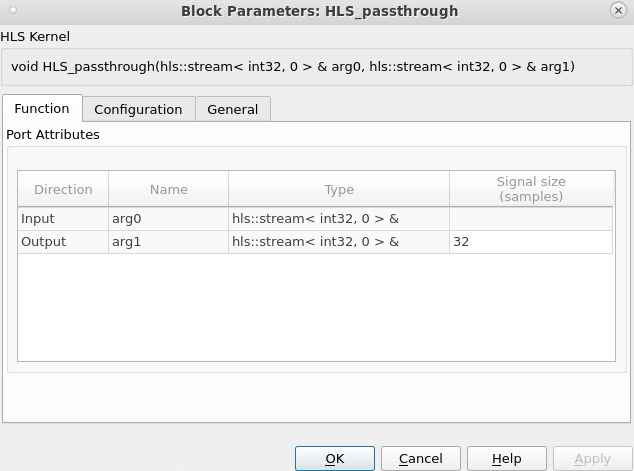 Block Parameters: HLS_passthrough
HLS Kernel
void HLS_passthrough(hls::stream< int32, 0 > & arg0, hls::stream< int32, 0 > & arg1)
Function Configuration General
Port Attributes
Direction Name Type Signal size (samples)
Input arg0 hls::stream< int32, 0 > &
Output arg1 hls::stream< int32, 0 > & 32
OK Cancel Help Apply